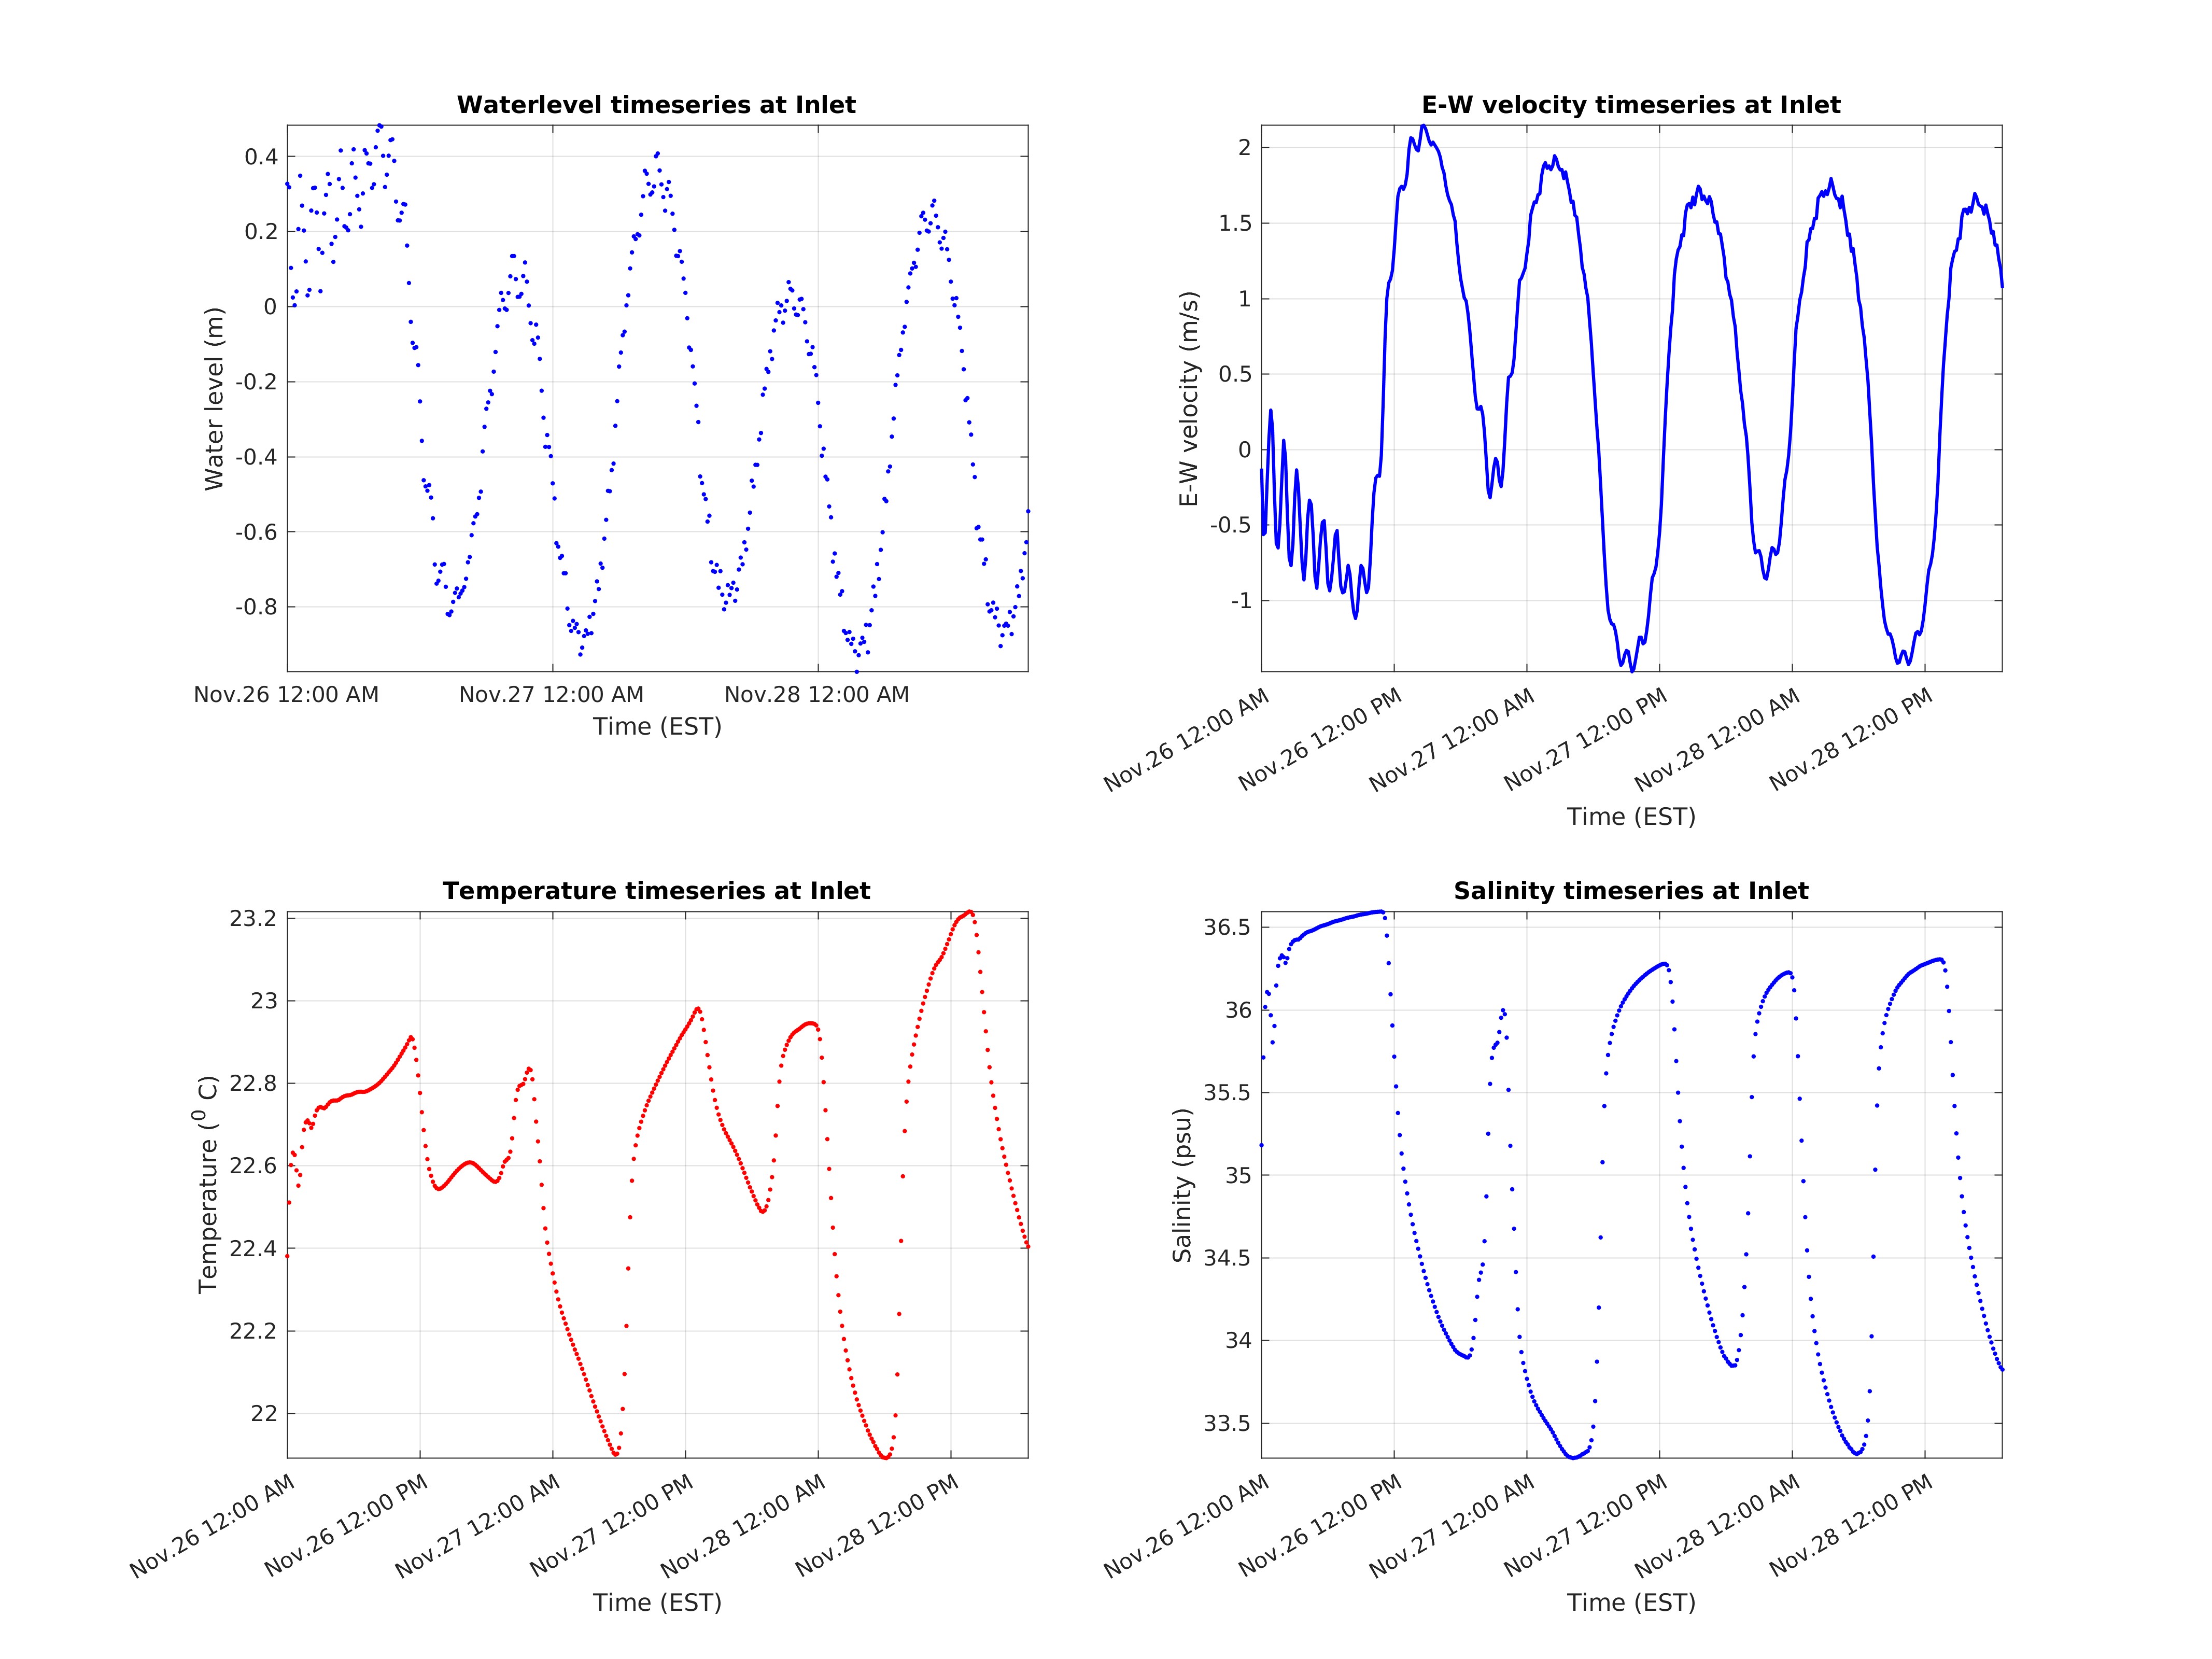 Waterlevel timeseries at Inlet
0.4
0.2
0
-0.2
-0.4
-0.6
-0.8
Water level (m)
Nov.26 12:00 AM
Nov.27 12:00 AM
Nov.28 12:00 AM
Time (EST)
E-W velocity timeseries at Inlet
2
1.5
1
0.5
0
-0.5
-1
E-W velocity (m/s)
Nov.26 12:00 AM
Nov.26 12:00 PM
Nov.27 12:00 AM
Nov.27 12:00 PM
Nov.28 12:00 AM
Nov.28 12:00 PM
Time (EST)
Temperature timeseries at Inlet
23.2
23
22.8
22.6
22.4
22.2
22
Temperature (⁰ C)
Nov.26 12:00 AM
Nov.26 12:00 PM
Nov.27 12:00 AM
Nov.27 12:00 PM
Nov.28 12:00 AM
Nov.28 12:00 PM
Time (EST)
Salinity timeseries at Inlet
36.5
36
35.5
35
34.5
34
33.5
Salinity (psu)
Nov.26 12:00 AM
Nov.26 12:00 PM
Nov.27 12:00 AM
Nov.27 12:00 PM
Nov.28 12:00 AM
Nov.28 12:00 PM
Time (EST)